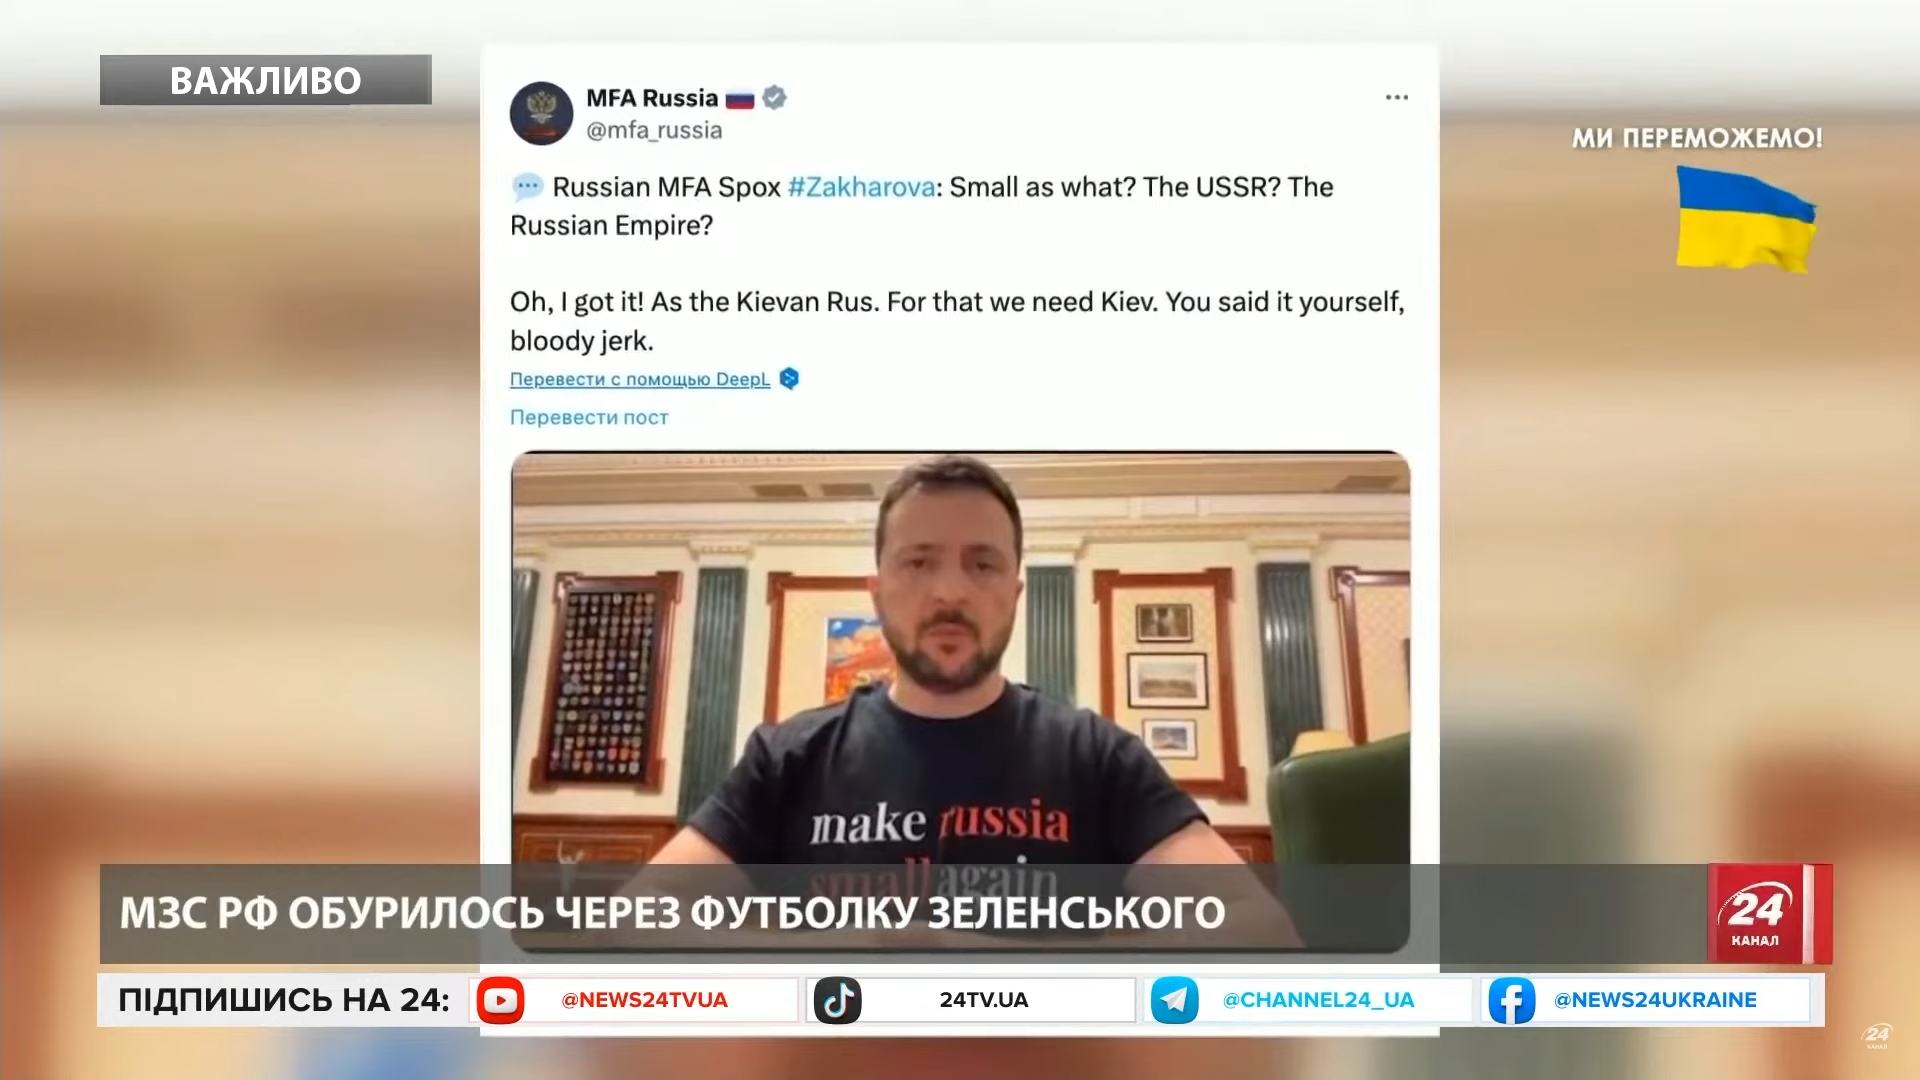 ВАЖЛИВО
MFA Russia
@mfa_russia
МИ ПЕРЕМОЖЕМО!
Russian MFA Spox #Zakharova: Small as what? The USSR? The
Russian Empire?
Oh, I got it! As the Kievan Rus. For that we need Kiev. You said it yourself,
bloody jerk.
Перевести с помощью DeepL
Перевести пост
make russia
small again
МЗС РФ ОБУРИЛОСЬ ЧЕРЕЗ ФУТБОЛКУ ЗЕЛЕНСЬКОГО
24
КАНАЛ
ПІДПИШИСЬ НА 24:
@NEWS24TVUA
24TV.UA
@CHANNEL24_UA
@NEWS24UKRAINE
24
КАНАЛ